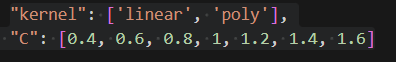 "kernel": ['linear', 'poly'],
"C": [0.4, 0.6, 0.8, 1, 1.2, 1.4, 1.6]